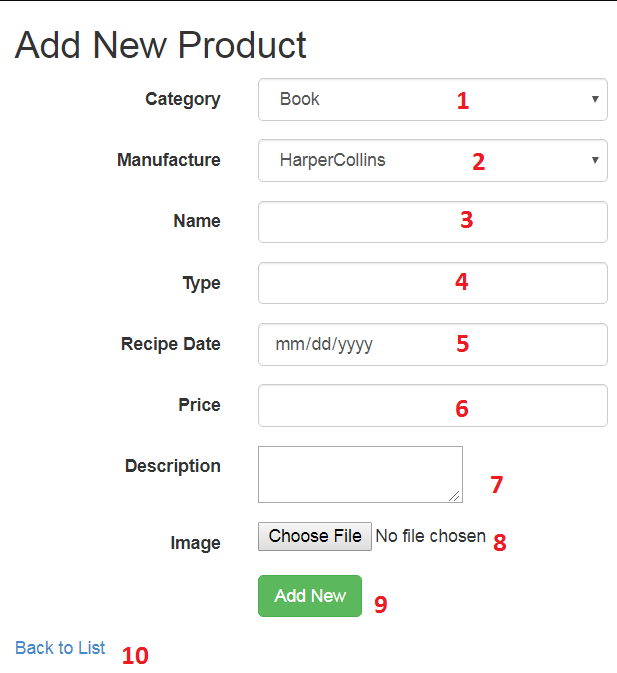 Add New Product
Category Book 1
Manufacture HarperCollins 2
Name 3
Type 4
Recipe Date mm/dd/yyyy 5
Price 6
Description 7
Image Choose File No file chosen 8
Add New 9
Back to List 10